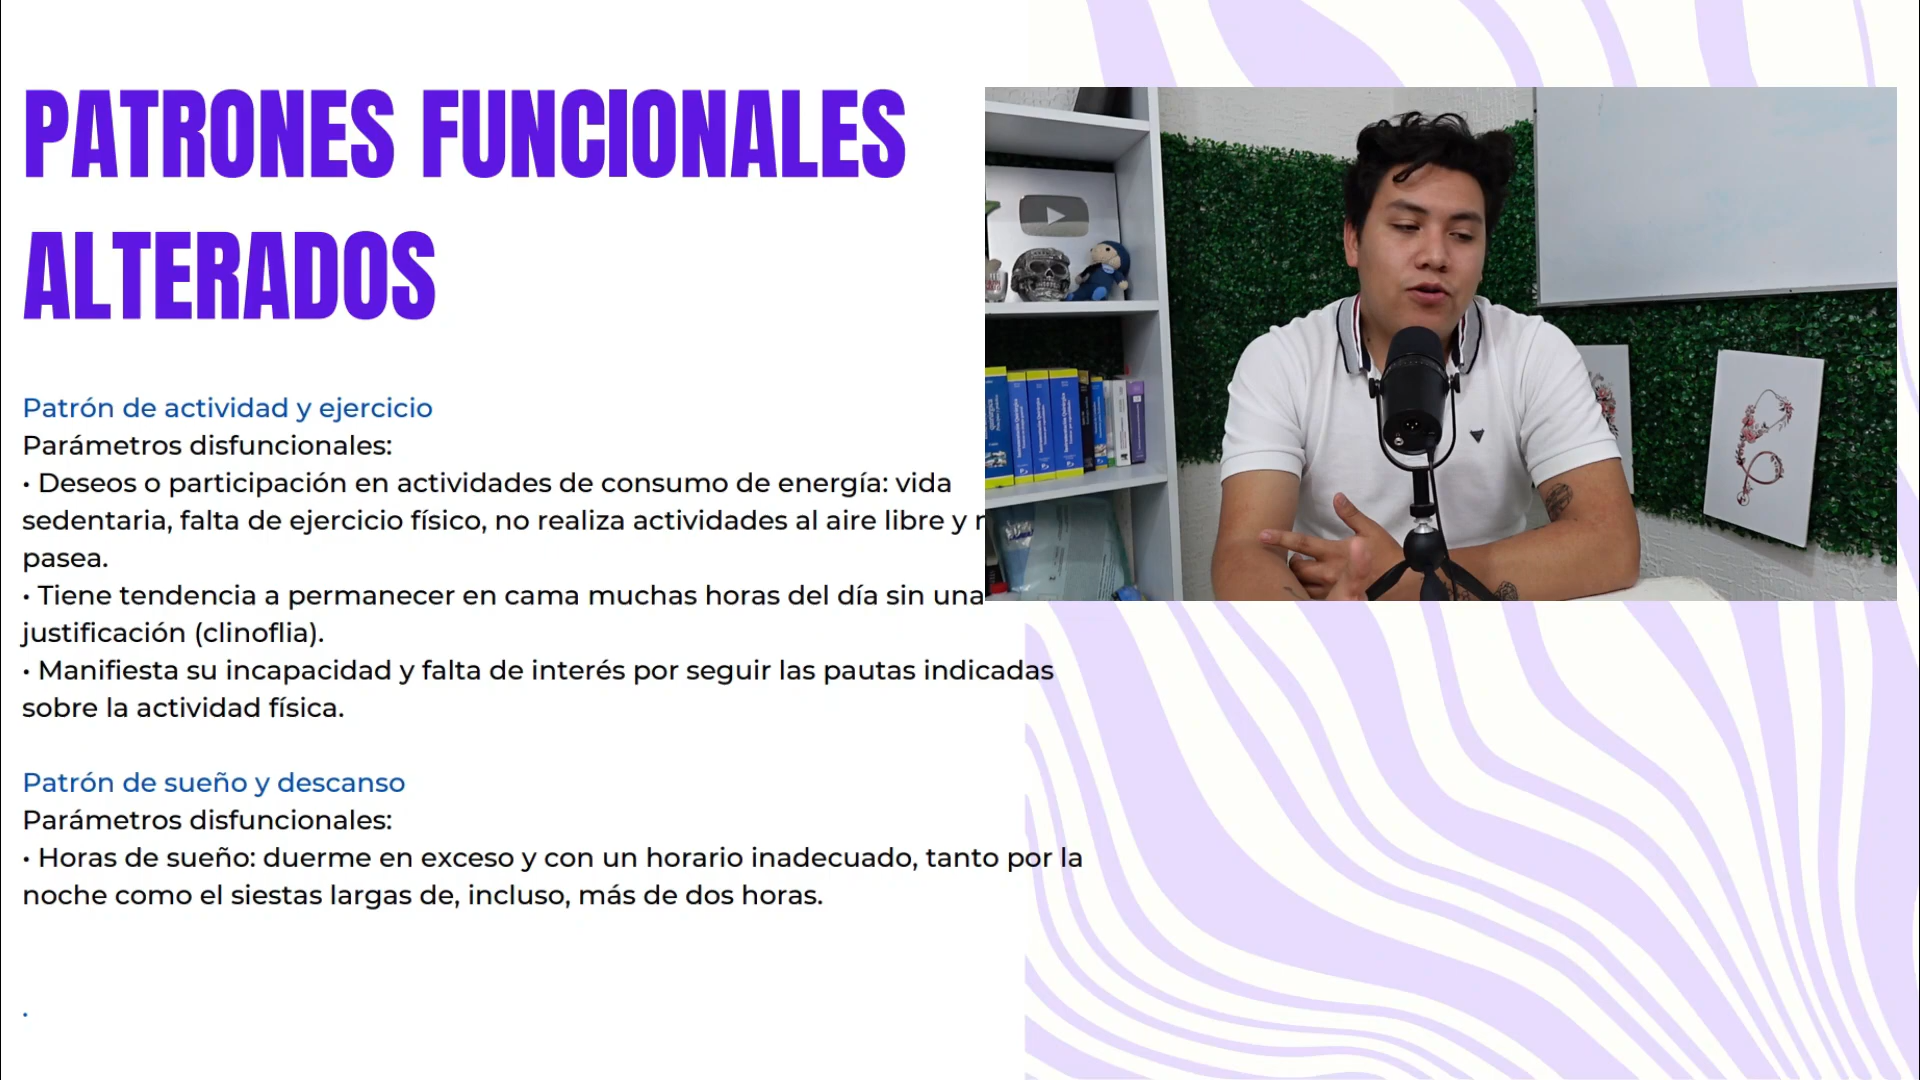 PATRONES FUNCIONALES
ALTERADOS
Patrón de actividad y ejercicio
Parámetros disfuncionales:
• Deseos o participación en actividades de consumo de energía: vida
sedentaria, falta de ejercicio físico, no realiza actividades al aire libre y
pasea.
• Tiene tendencia a permanecer en cama muchas horas del día sin una
justificación (clinoflia).
• Manifiesta su incapacidad y falta de interés por seguir las pautas indicadas
sobre la actividad física.
Patrón de sueño y descanso
Parámetros disfuncionales:
• Horas de sueño: duerme en exceso y con un horario inadecuado, tanto por la
noche como el siestas largas de, incluso, más de dos horas.
.